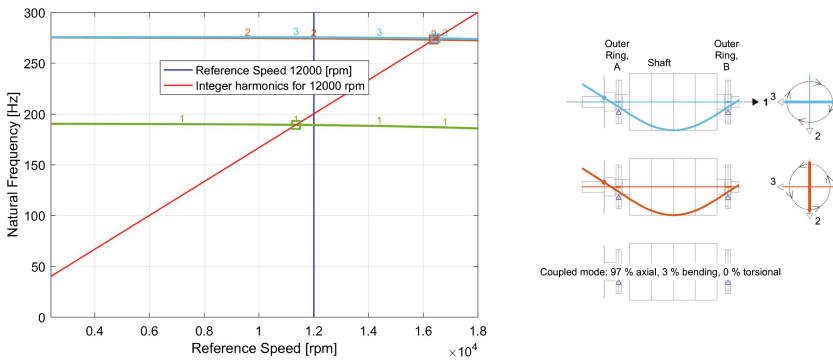 300
250
200
150
100
50
0
Natural Frequency [Hz]
2 3 2 3 2 3
Reference Speed 12000 [rpm]
Integer harmonics for 12000 rpm
1 1 1 1
0.4 0.6 0.8 1 1.2 1.4 1.6 1.8
Reference Speed [rpm]
×10⁴
Outer
Ring,
A
Shaft
Outer
Ring,
B
1
3
2
3
2
Coupled mode: 97 % axial, 3 % bending, 0 % torsional